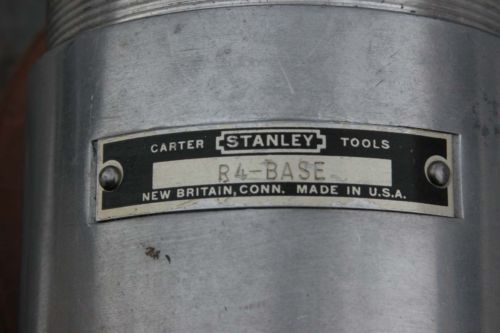 CARTER STANLEY TOOLS
R4-BASE
NEW BRITAIN, CONN. MADE IN U.S.A.